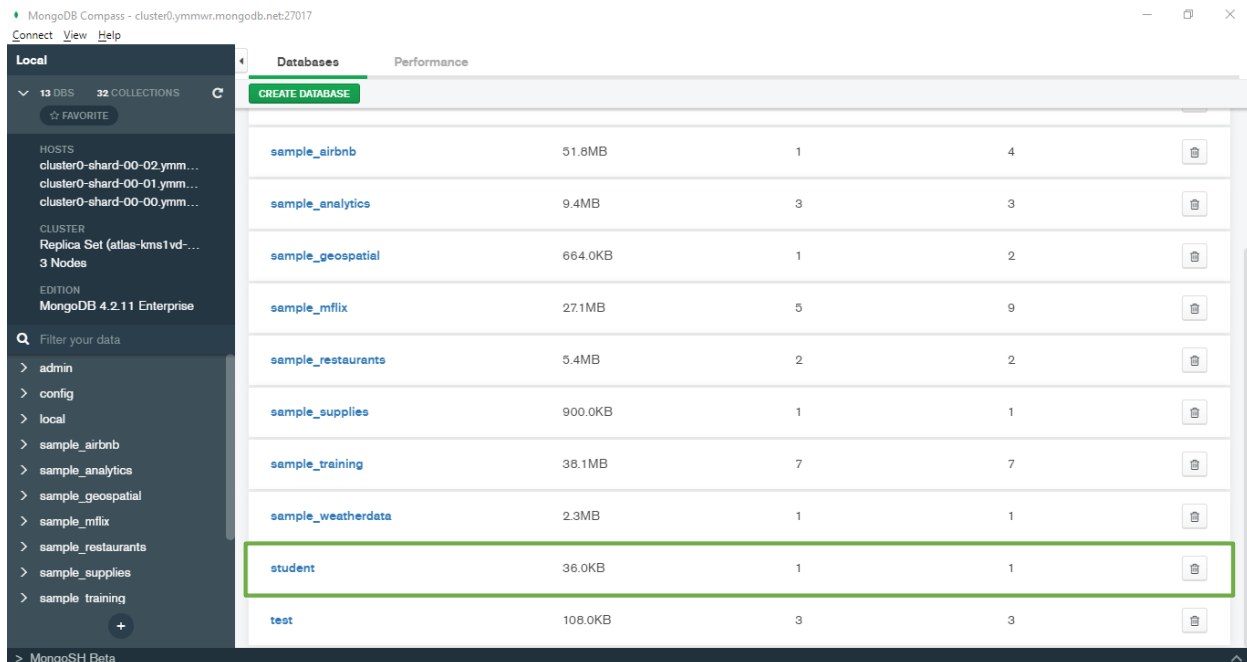 MongoDB Compass - cluster0.ymmwr.mongodb.net:27017
Connect View Help
Local
13 DBS 32 COLLECTIONS
FAVORITE
HOSTS
cluster0-shard-00-02.ymm...
cluster0-shard-00-01.ymm...
cluster0-shard-00-00.ymm...
CLUSTER
Replica Set (atlas-kms1vd-...
3 Nodes
EDITION
MongoDB 4.2.11 Enterprise
Filter your data
admin
config
local
sample_airbnb
sample_analytics
sample_geospatial
sample_mflix
sample_restaurants
sample_supplies
sample_training
+
> MongoSH Beta
Databases Performance
CREATE DATABASE
sample_airbnb 51.8MB 1 4
sample_analytics 9.4MB 3 3
sample_geospatial 664.0KB 1 2
sample_mflix 27.1MB 5 9
sample_restaurants 5.4MB 2 2
sample_supplies 900.0KB 1 1
sample_training 38.1MB 7 7
sample_weatherdata 2.3MB 1 1
student 36.0KB 1 1
test 108.0KB 3 3